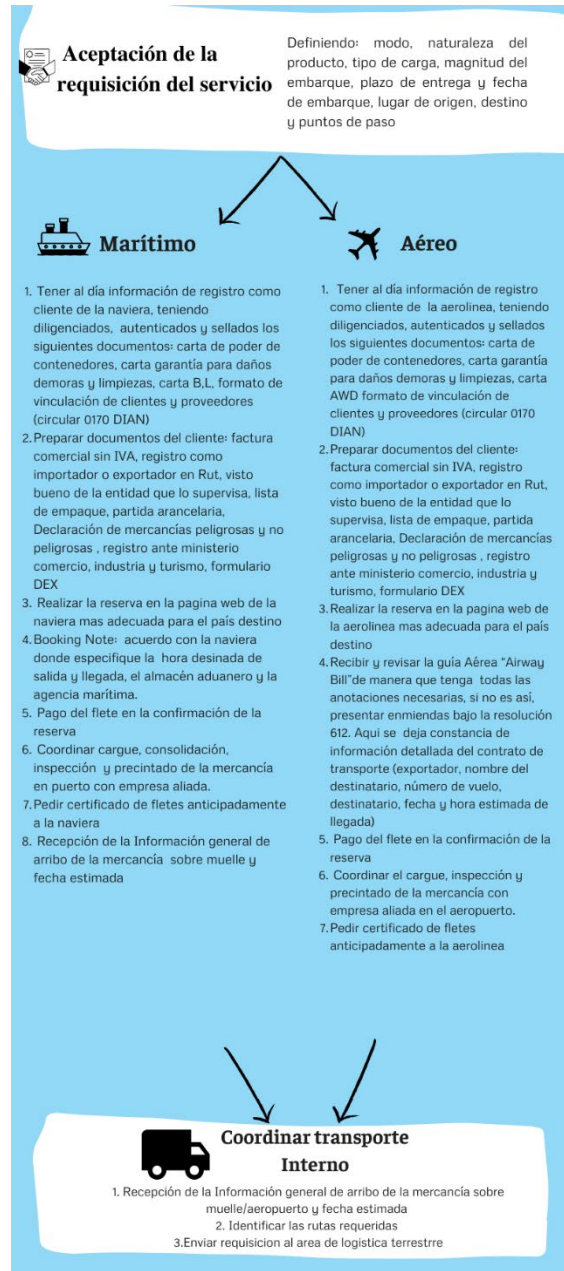 Aceptación de la
requisición del servicio
Definiendo: modo, naturaleza del
producto, tipo de carga, magnitud del
embarque, plazo de entrega y fecha
de embarque, lugar de origen, destino
y puntos de paso
Marítimo
1. Tener al día información de registro como
cliente de la naviera, teniendo
diligenciados, autenticados y sellados los
siguientes documentos: carta de poder de
contenedores, carta garantía para daños
demoras y limpiezas, carta B,L, formato de
vinculación de clientes y proveedores
(circular 0170 DIAN)
2.Preparar documentos del cliente: factura
comercial sin IVA, registro como
importador o exportador en Rut, visto
bueno de la entidad que lo supervisa, lista
de empaque, partida arancelaria,
Declaración de mercancías peligrosas y no
peligrosas , registro ante ministerio
comercio, industria y turismo, formulario
DEX
3. Realizar la reserva en la pagina web de la
naviera mas adecuada para el país destino
4.Booking Note: acuerdo con la naviera
donde especifique la hora desinada de
salida y llegada, el almacén aduanero y la
agencia marítima.
5. Pago del flete en la confirmación de la
reserva
6. Coordinar cargue, consolidación,
inspección y precintado de la mercancía
en puerto con empresa aliada.
7.Pedir certificado de fletes anticipadamente
a la naviera
8. Recepción de la Información general de
arribo de la mercancía sobre muelle y
fecha estimada
Aéreo
1. Tener al día información de registro
como cliente de la aerolinea, teniendo
diligenciados, autenticados y sellados
los siguientes documentos: carta de
poder de contenedores, carta garantía
para daños demoras y limpiezas, carta
AWD formato de vinculación de
clientes y proveedores (circular 0170
DIAN)
2.Preparar documentos del cliente:
factura comercial sin IVA, registro
como importador o exportador en Rut,
visto bueno de la entidad que lo
supervisa, lista de empaque, partida
arancelaria, Declaración de mercancías
peligrosas y no peligrosas , registro
ante ministerio comercio, industria y
turismo, formulario DEX
3.Realizar la reserva en la pagina web de
la aerolinea mas adecuada para el país
destino
4.Recibir y revisar la guía Aérea "Airway
Bill"de manera que tenga todas las
anotaciones necesarias, si no es así,
presentar enmiendas bajo la resolución
612. Aqui se deja constancia de
información detallada del contrato de
transporte (exportador, nombre del
destinatario, número de vuelo,
destinatario, fecha y hora estimada de
llegada)
5. Pago del flete en la confirmación de la
reserva
6. Coordinar el cargue, inspección y
precintado de la mercancía con
empresa aliada en el aeropuerto.
7.Pedir certificado de fletes
anticipadamente a la aerolinea
Coordinar transporte
Interno
1. Recepción de la Información general de arribo de la mercancía sobre
muelle/aeropuerto y fecha estimada
2. Identificar las rutas requeridas
3.Enviar requisicion al area de logistica terrestrre